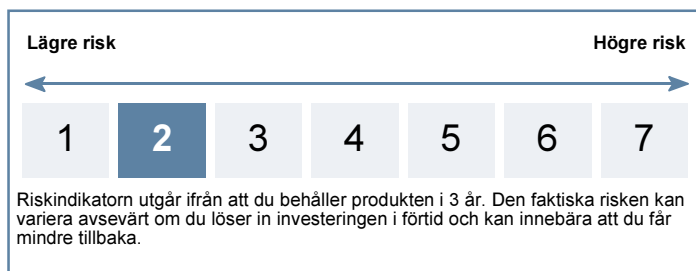 Lägre risk Högre risk
1 2 3 4 5 6 7
Riskindikatorn utgår ifrån att du behåller produkten i 3 år. Den faktiska risken kan
variera avsevärt om du löser in investeringen i förtid och kan innebära att du får
mindre tillbaka.